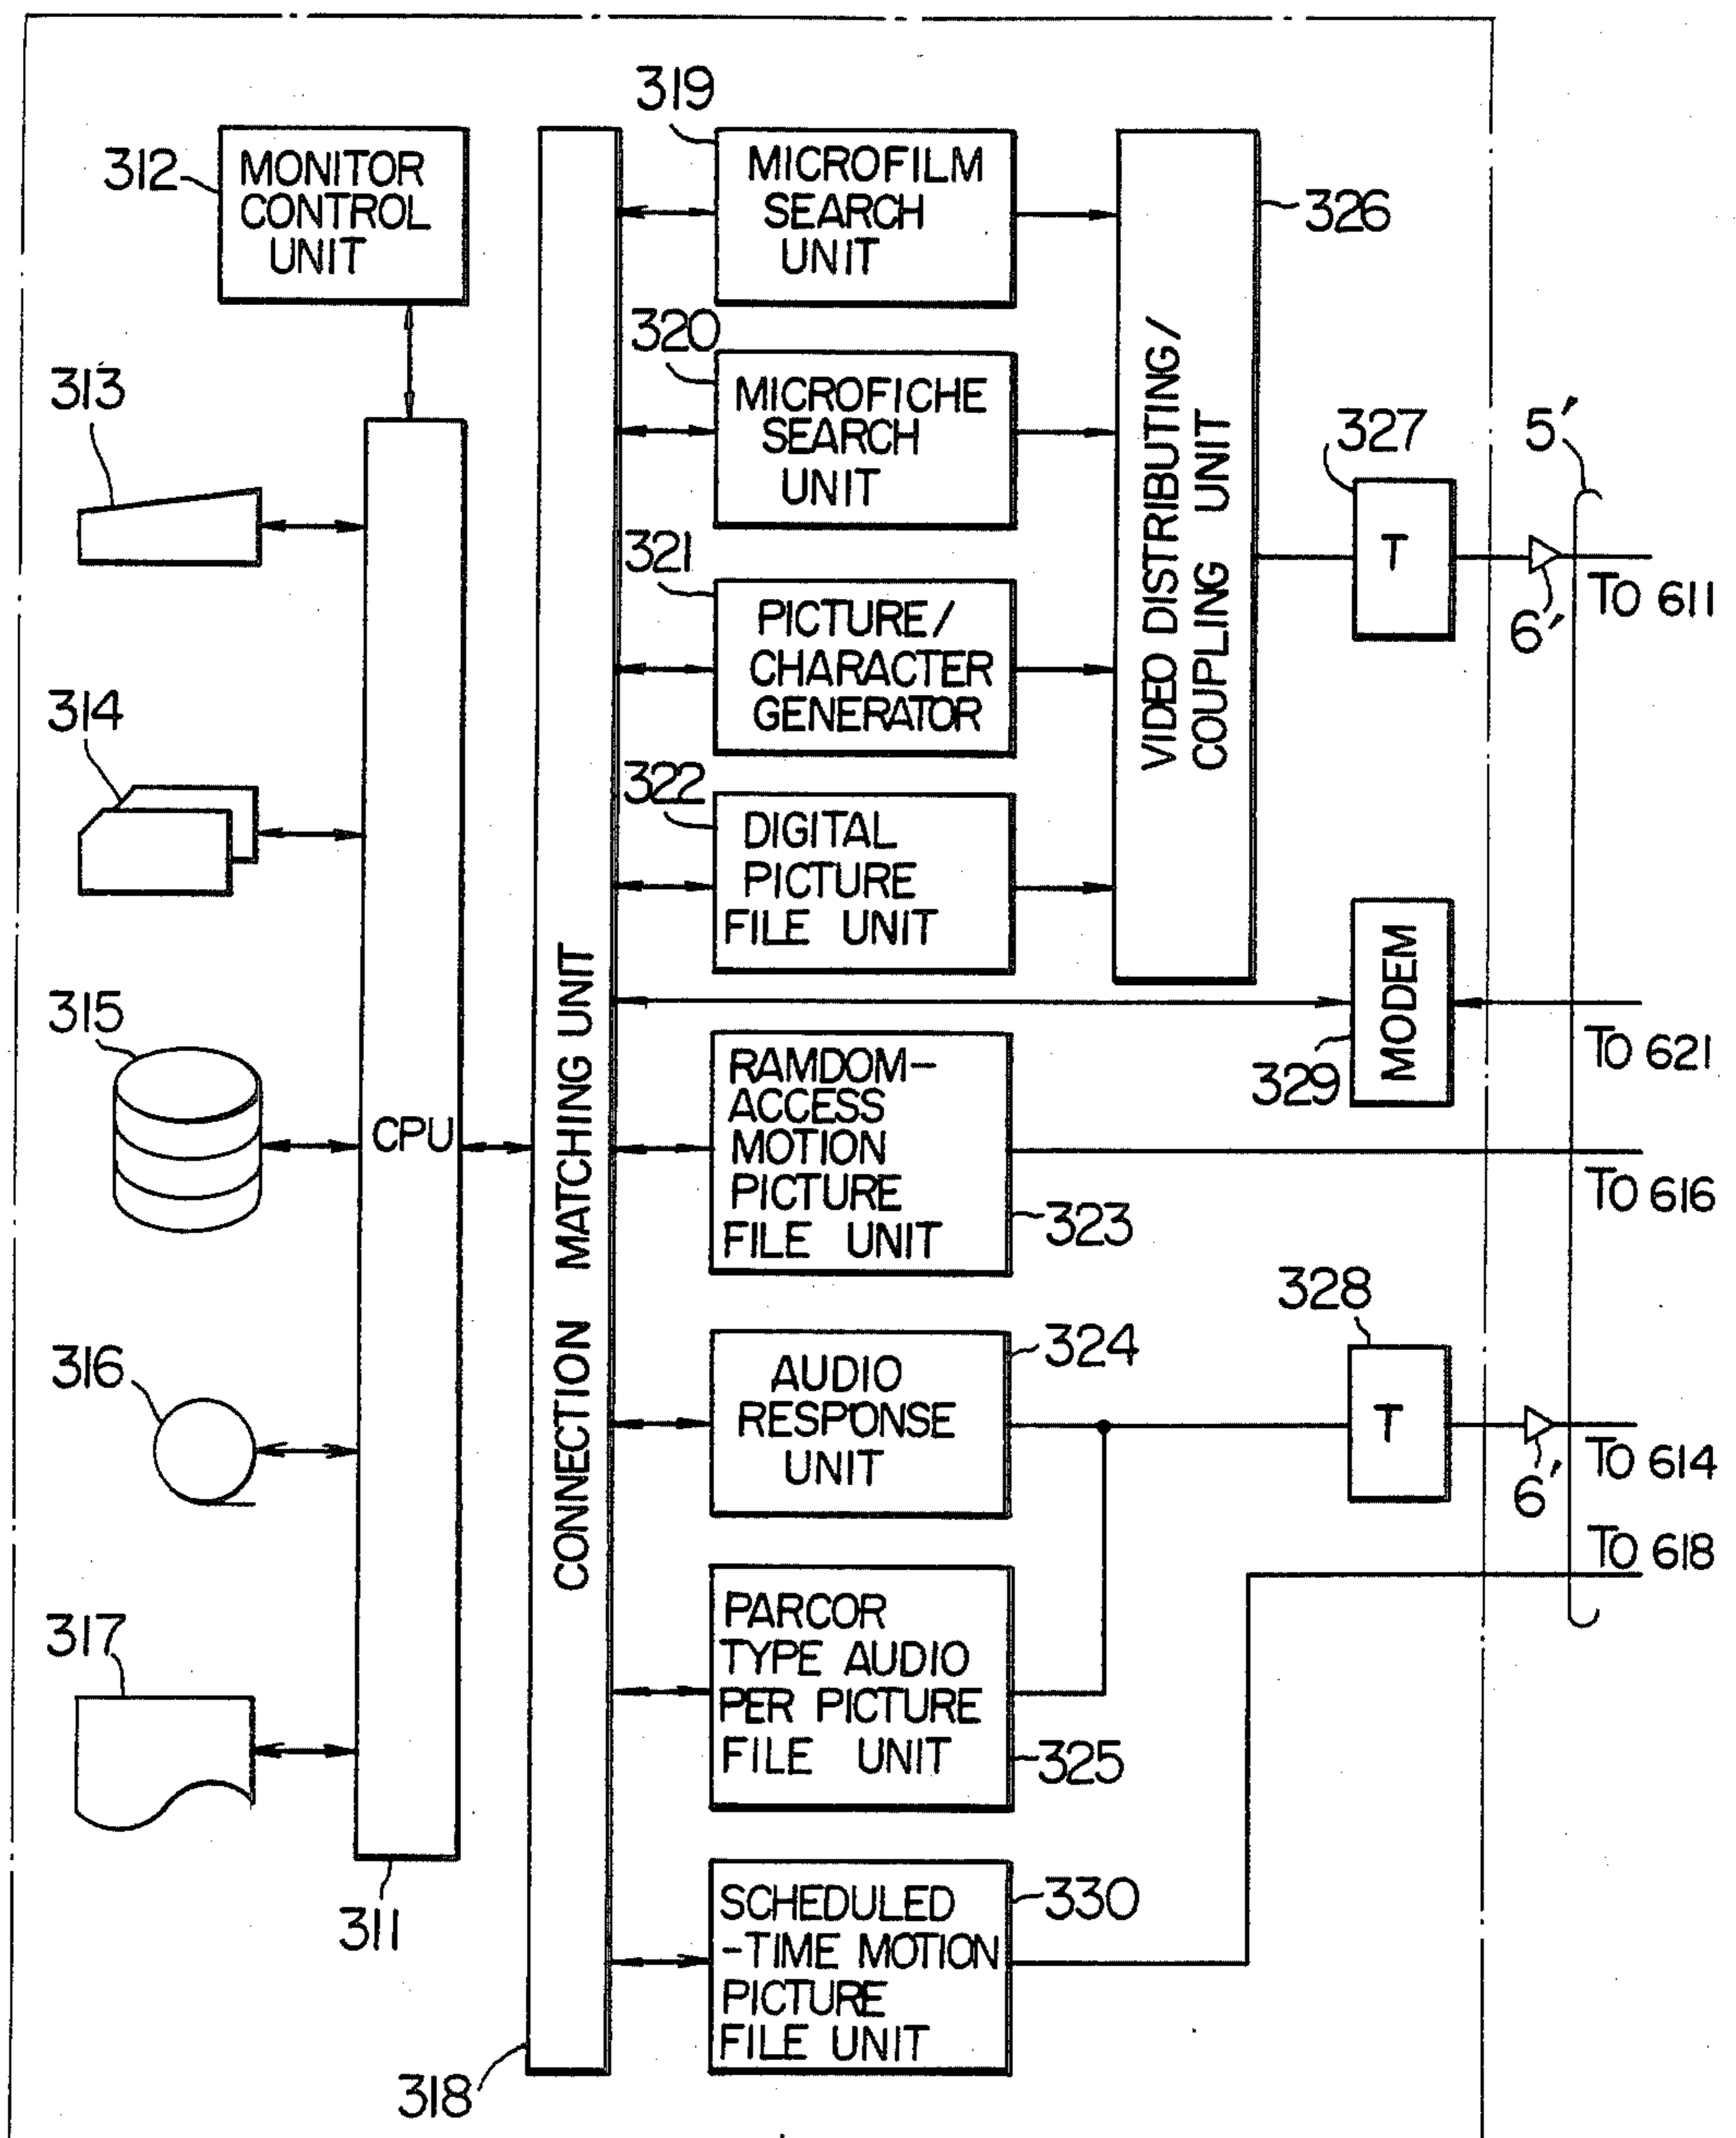 319
312
MONITOR
CONTROL
UNIT
MICROFILM
SEARCH
UNIT
326
320
MICROFICHE
SEARCH
UNIT
313
327
5'
T
6'
TO 611
321
PICTURE/
CHARACTER
GENERATOR
VIDEO DISTRIBUTING/
COUPLING UNIT
314
322
DIGITAL
PICTURE
FILE UNIT
MODEM
329
TO 621
315
CPU
CONNECTION MATCHING UNIT
RAMDOM-
ACCESS
MOTION
PICTURE
FILE UNIT
323
TO 616
328
316
324
AUDIO
RESPONSE
UNIT
T
6'
TO 614
TO 618
317
PARCOR
TYPE AUDIO
PER PICTURE
FILE UNIT
325
311
SCHEDULED
-TIME MOTION
PICTURE
FILE UNIT
330
318